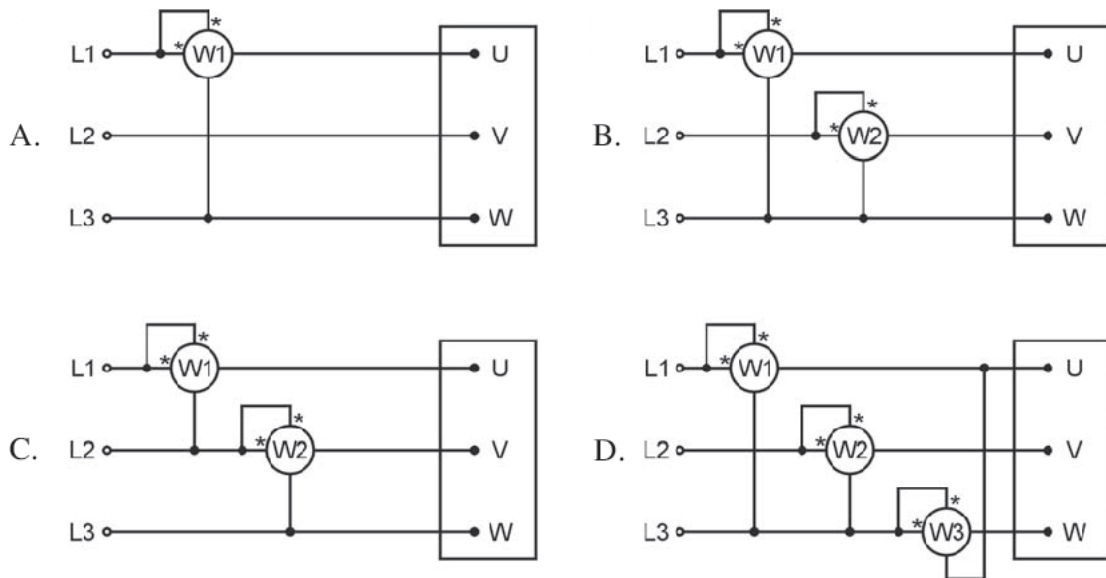 A.
L1 * * W1 U
L2 V
L3 W
B.
L1 * * W1 U
L2 * * W2 V
L3 W
C.
L1 * * W1 U
L2 * * W2 V
L3 W
D.
L1 * * W1 U
L2 * * W2 V
L3 * * W3 W